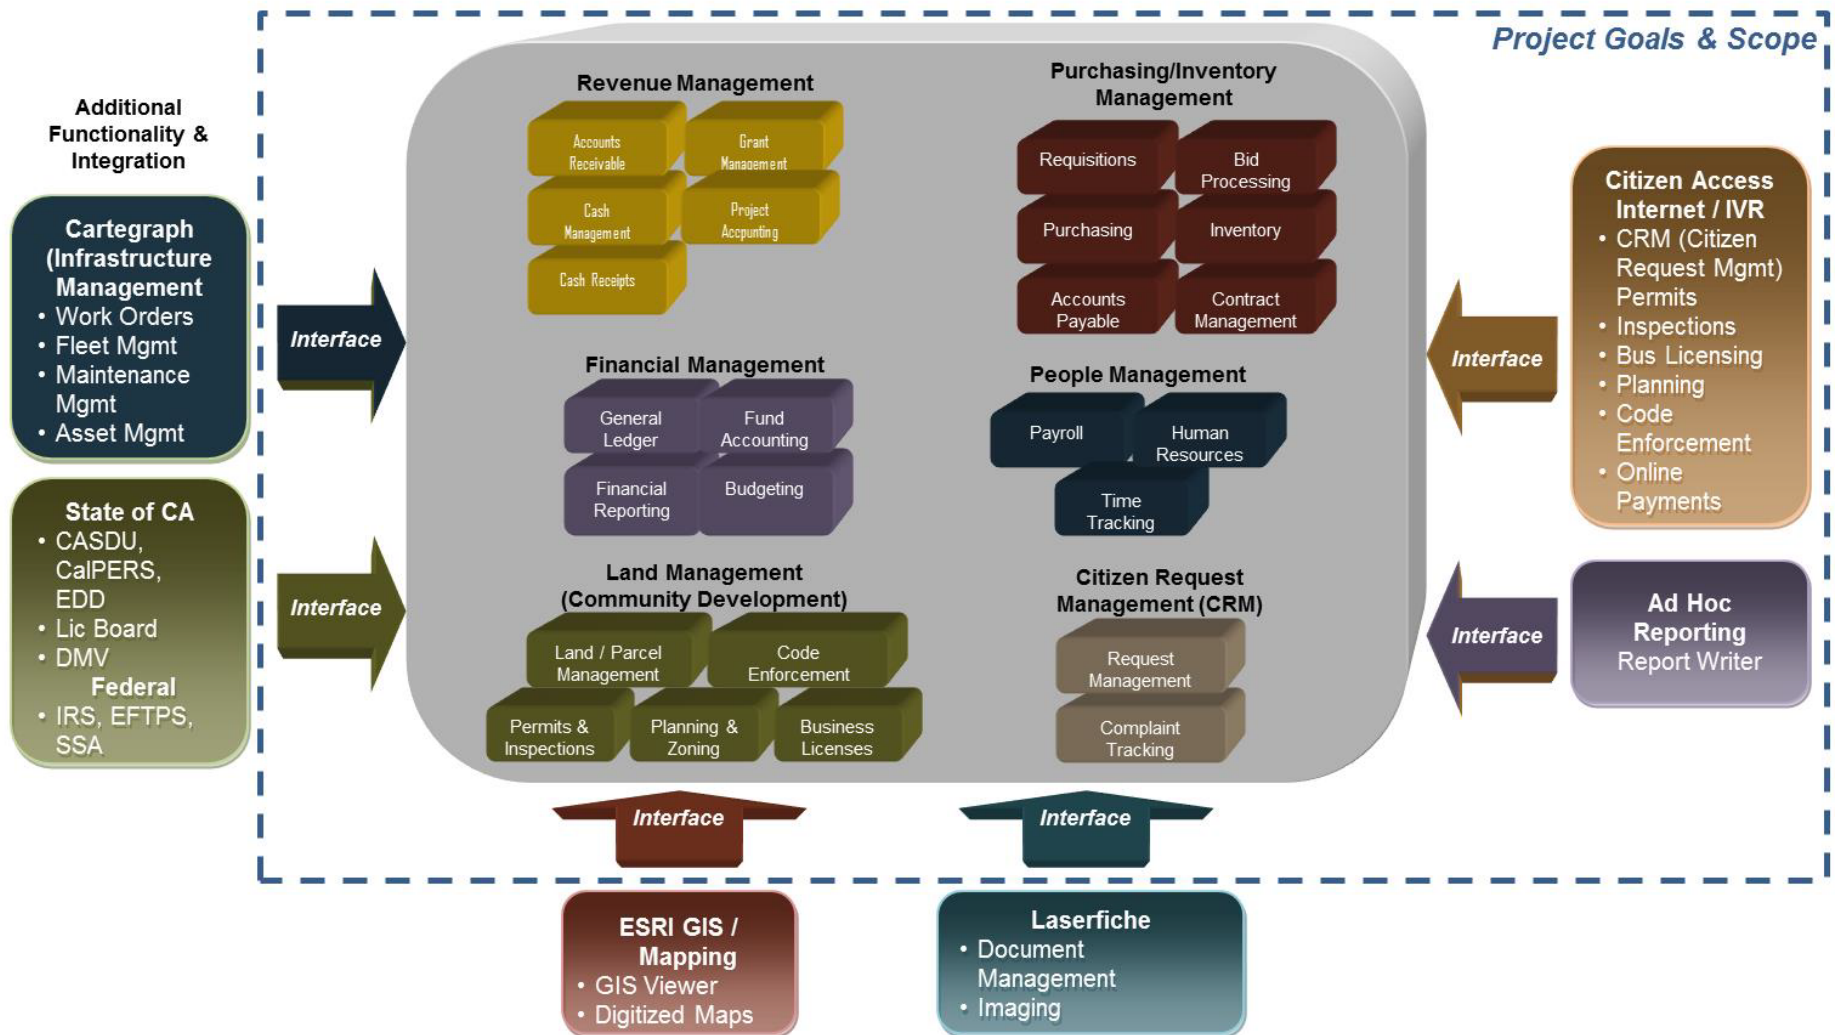 Project Goals & Scope
Additional
Functionality &
Integration
Cartegraph
(Infrastructure
Management
• Work Orders
• Fleet Mgmt
• Maintenance
Mgmt
• Asset Mgmt
State of CA
• CASDU,
CalPERS,
EDD
• Lic Board
• DMV
Federal
• IRS, EFTPS,
SSA
Interface
Interface
Revenue Management
Accounts
Receivable
Grant
Management
Cash
Management
Project
Accpunting
Cash Receipts
Purchasing/Inventory
Management
Requisitions
Bid
Processing
Purchasing
Inventory
Accounts
Payable
Contract
Management
Financial Management
General
Ledger
Fund
Accounting
Financial
Reporting
Budgeting
People Management
Payroll
Human
Resources
Time
Tracking
Land Management
(Community Development)
Land / Parcel
Management
Code
Enforcement
Permits &
Inspections
Planning &
Zoning
Business
Licenses
Citizen Request
Management (CRM)
Request
Management
Complaint
Tracking
Interface
Interface
Citizen Access
Internet / IVR
• CRM (Citizen
Request Mgmt)
Permits
• Inspections
• Bus Licensing
• Planning
• Code
Enforcement
• Online
Payments
Ad Hoc
Reporting
Report Writer
Interface
Interface
ESRI GIS /
Mapping
• GIS Viewer
• Digitized Maps
Laserfiche
• Document
Management
• Imaging